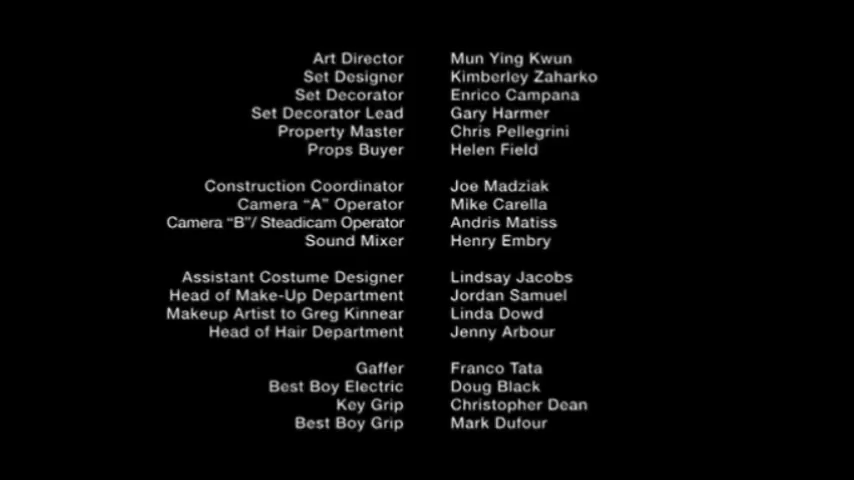 Art Director Mun Ying Kwun
Set Designer Kimberley Zaharko
Set Decorator Enrico Campana
Set Decorator Lead Gary Harmer
Property Master Chris Pellegrini
Props Buyer Helen Field
Construction Coordinator Joe Madziak
Camera “A” Operator Mike Carella
Camera “B”/ Steadicam Operator Andris Matiss
Sound Mixer Henry Embry
Assistant Costume Designer Lindsay Jacobs
Head of Make-Up Department Jordan Samuel
Makeup Artist to Greg Kinnear Linda Dowd
Head of Hair Department Jenny Arbour
Gaffer Franco Tata
Best Boy Electric Doug Black
Key Grip Christopher Dean
Best Boy Grip Mark Dufour